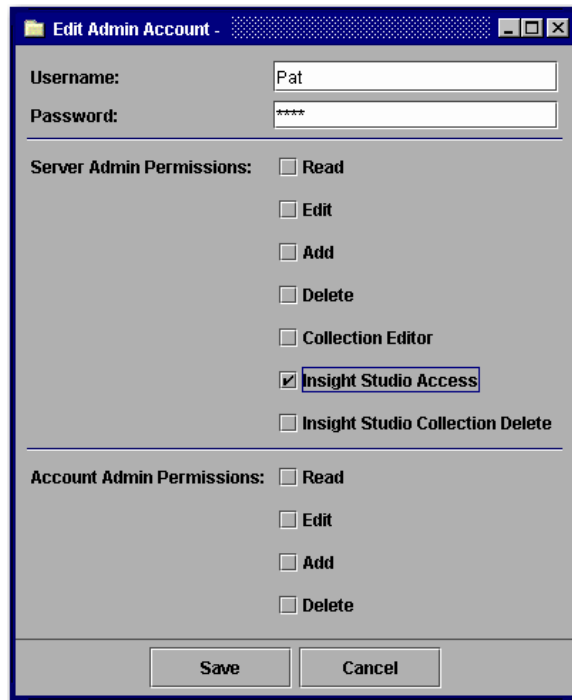 Edit Admin Account -
Username: Pat
Password: ****
Server Admin Permissions: Read
Edit
Add
Delete
Collection Editor
Insight Studio Access
Insight Studio Collection Delete
Account Admin Permissions: Read
Edit
Add
Delete
Save Cancel